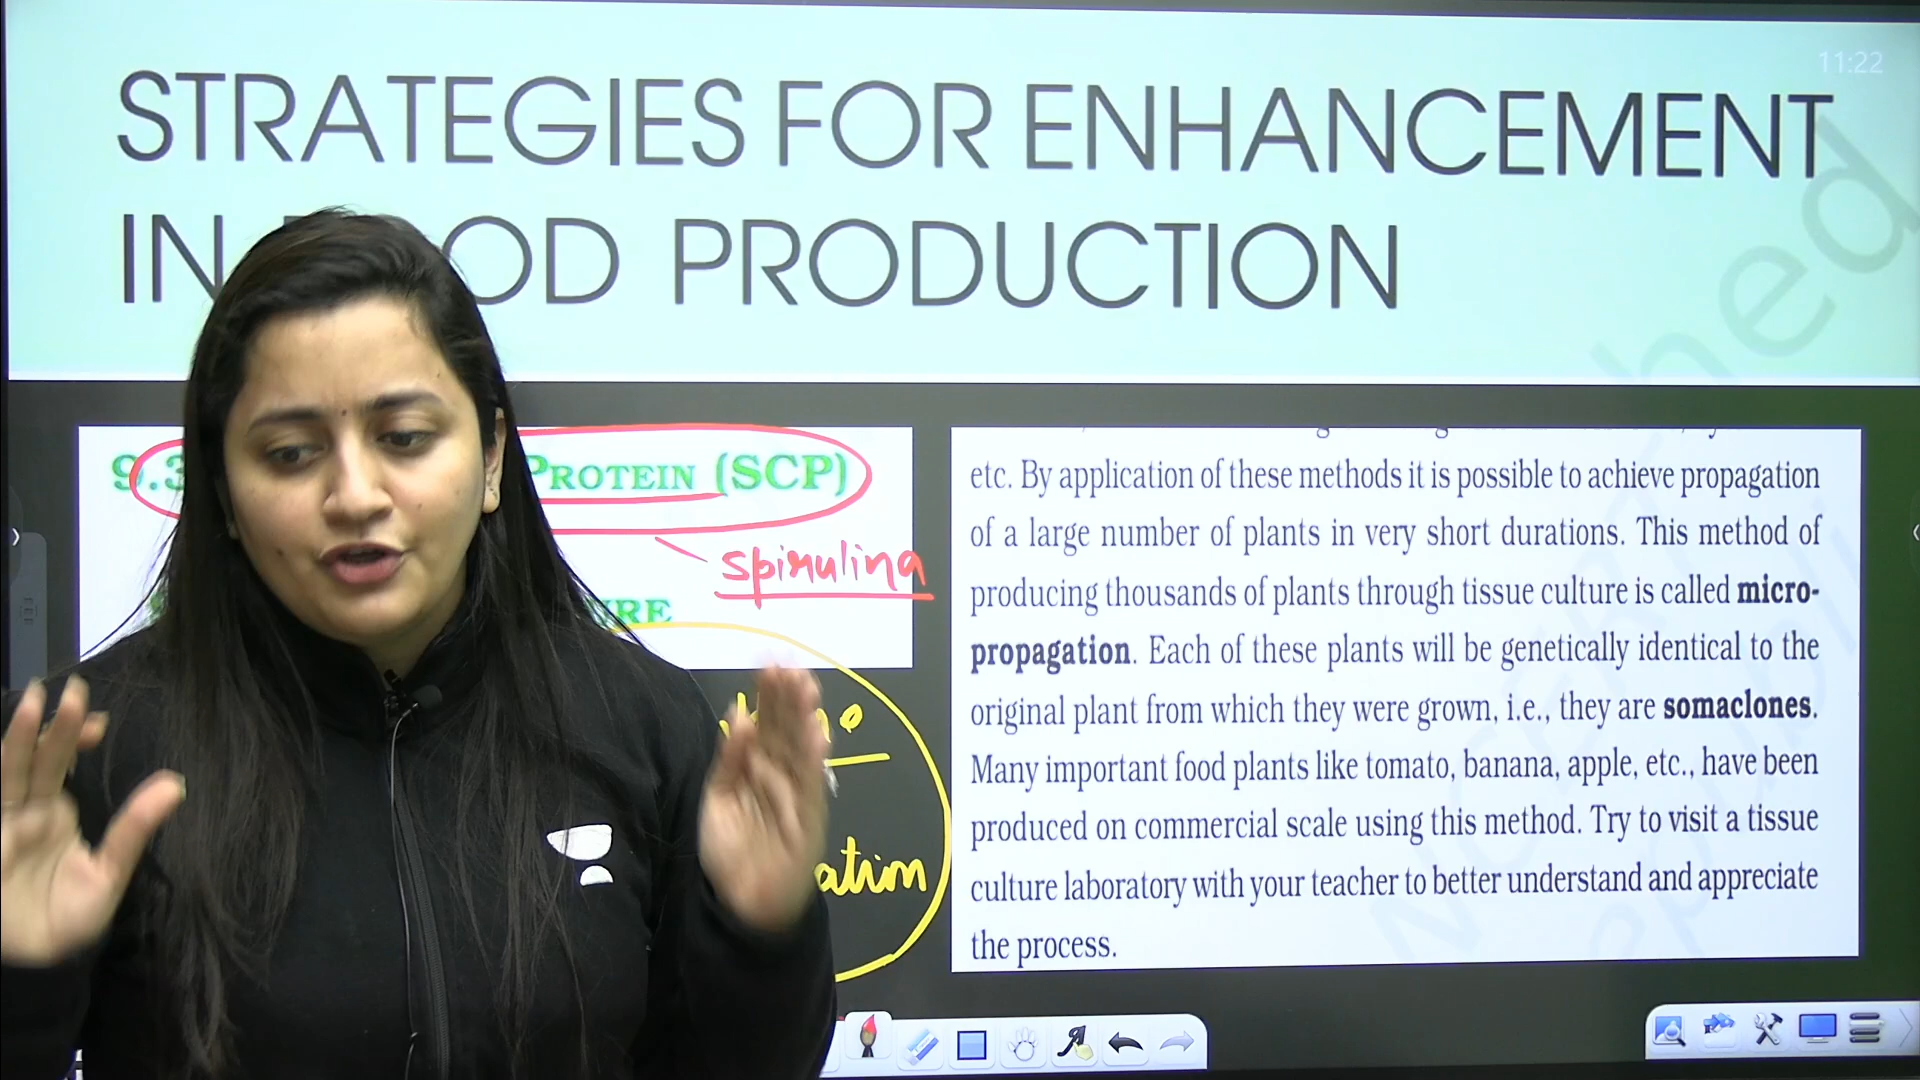 11:22
STRATEGIES FOR ENHANCEMENT
IN PRODUCTION
9.3 PROTEIN (SCP)
spirulina
etc. By application of these methods it is possible to achieve propagation
of a large number of plants in very short durations. This method of
producing thousands of plants through tissue culture is called micro-
propagation. Each of these plants will be genetically identical to the
original plant from which they were grown, i.e., they are somaclones.
Many important food plants like tomato, banana, apple, etc., have been
produced on commercial scale using this method. Try to visit a tissue
culture laboratory with your teacher to better understand and appreciate
the process.